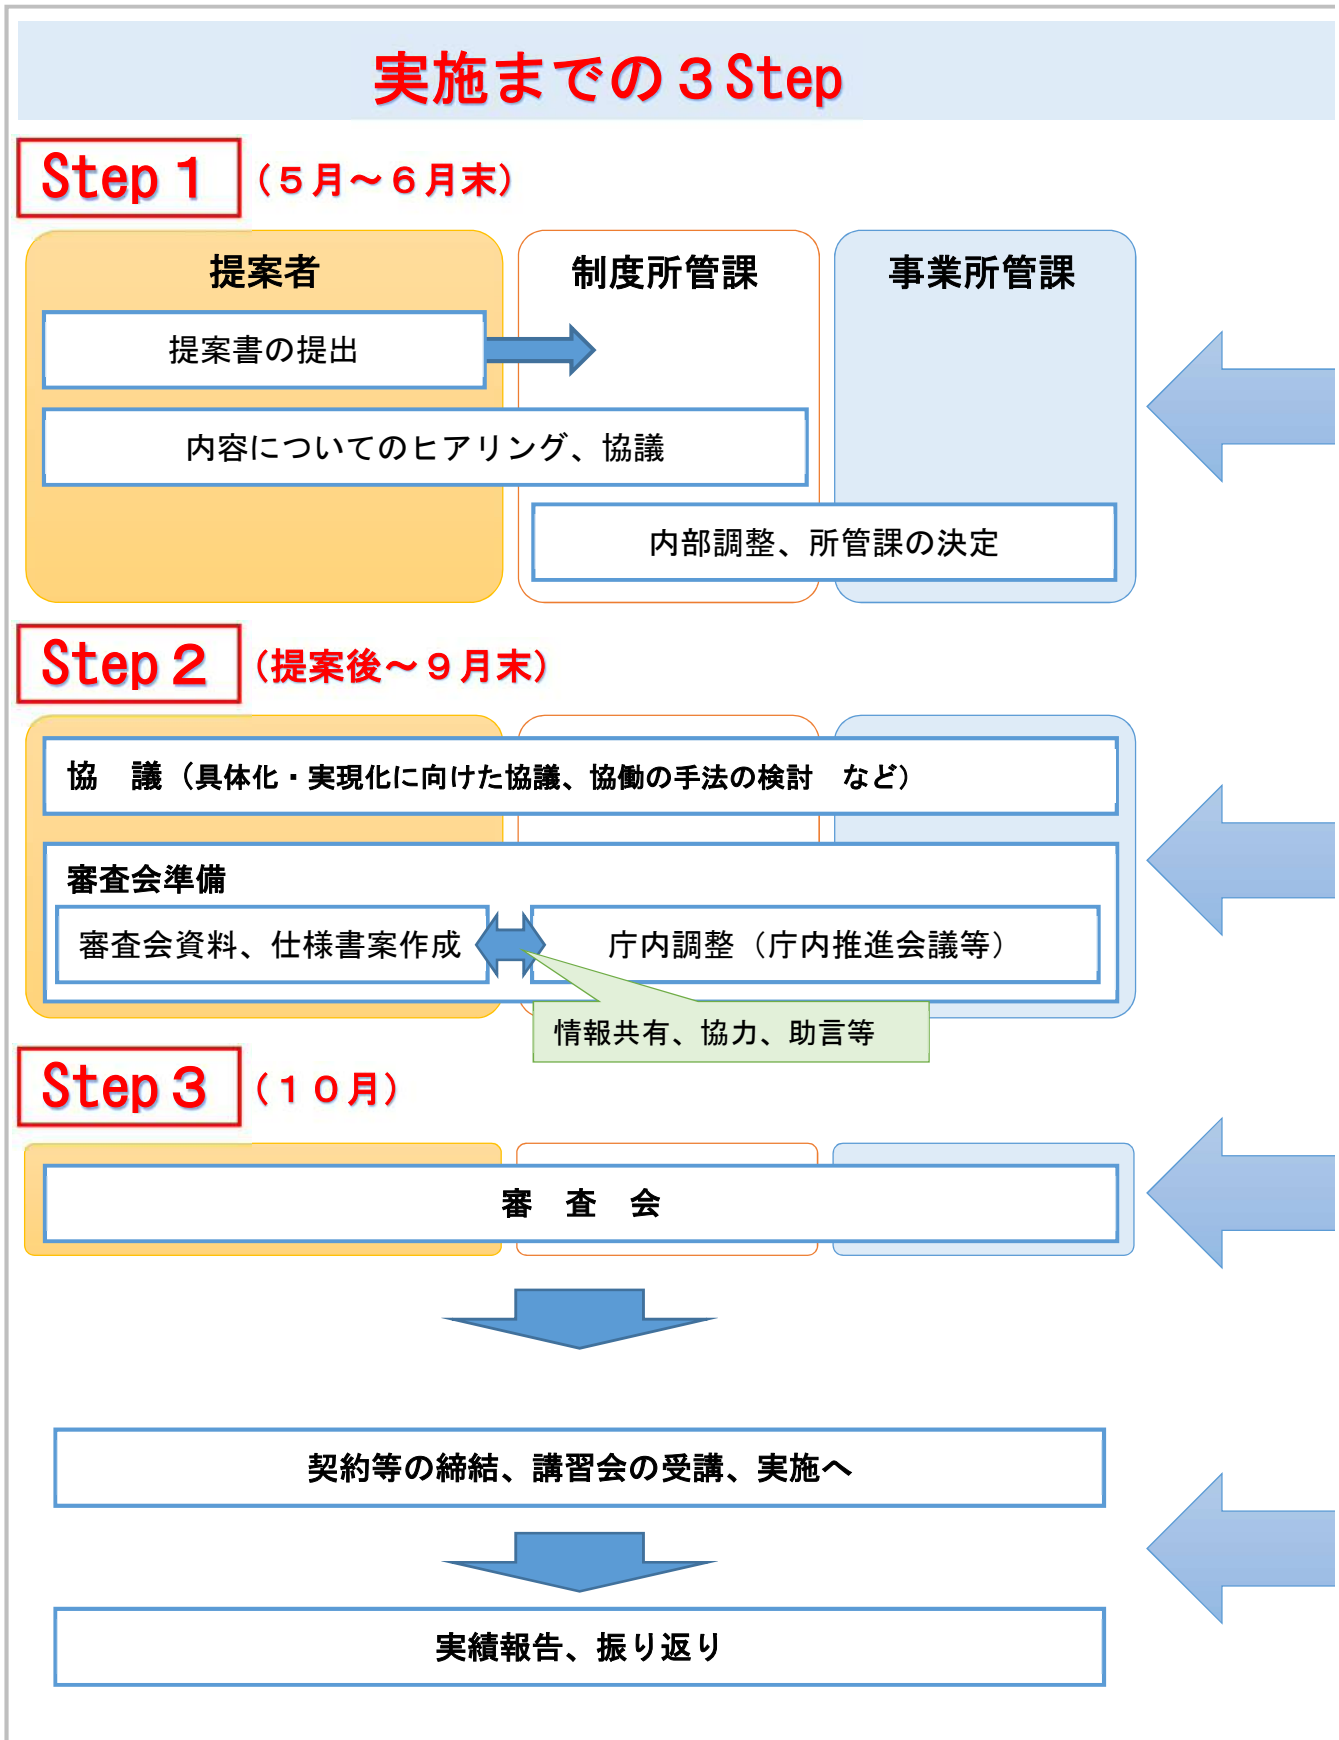 実施までの３Step
Step１
（５月～６月末）
提案者
制度所管課
事業所管課
提案書の提出
内容についてのヒアリング、協議
内部調整、所管課の決定
Step２
（提案後～９月末）
協　議（具体化・実現化に向けた協議、協働の手法の検討　など）
審査会準備
審査会資料、仕様書案作成
庁内調整（庁内推進会議等）
情報共有、協力、助言等
Step３
（１０月）
審　査　会
契約等の締結、講習会の受講、実施へ
実績報告、振り返り